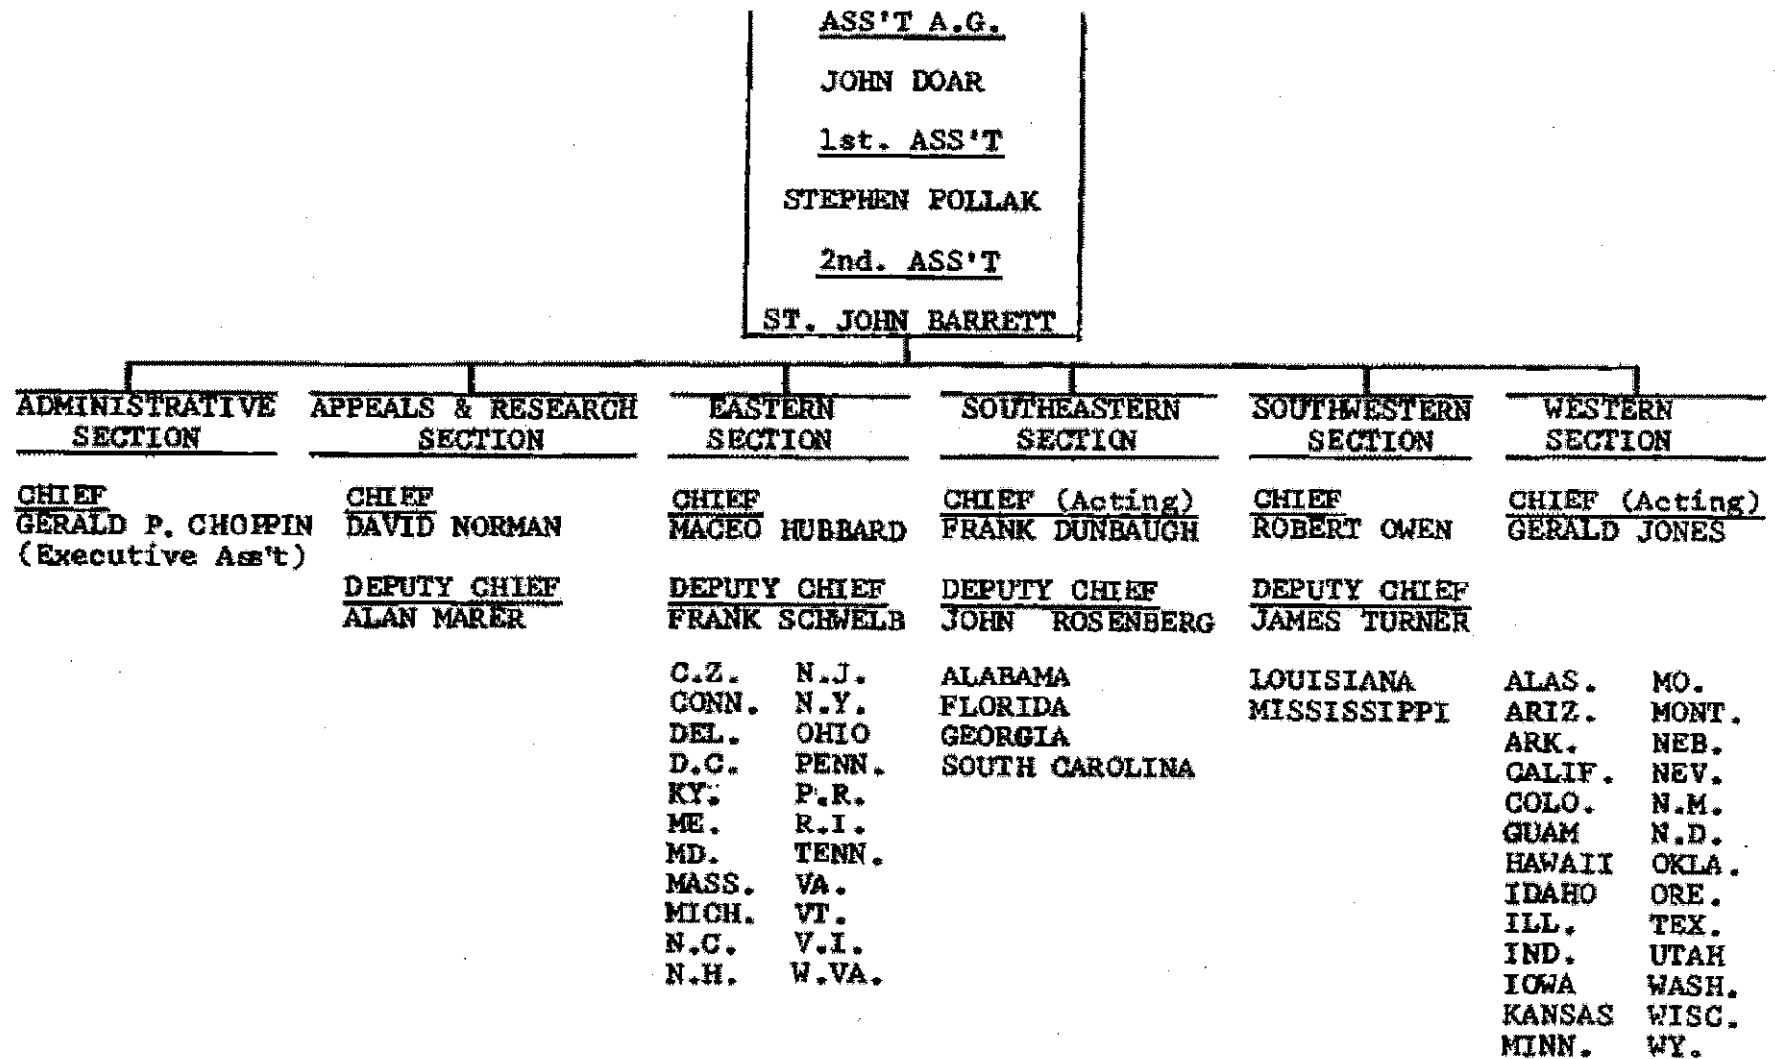 ASS'T A.G.
JOHN DOAR
1st. ASS'T
STEPHEN POLLAK
2nd. ASS'T
ST. JOHN BARRETT
ADMINISTRATIVE
SECTION
CHIEF
GERALD P. CHOPPIN
(Executive Ass't)
APPEALS & RESEARCH
SECTION
CHIEF
DAVID NORMAN
DEPUTY CHIEF
ALAN MARER
EASTERN
SECTION
CHIEF
MACEO HUBBARD
DEPUTY CHIEF
FRANK SCHWELB
C.Z. N.J.
CONN. N.Y.
DEL. OHIO
D.C. PENN.
KY. P.R.
ME. R.I.
MD. TENN.
MASS. VA.
MICH. VT.
N.C. V.I.
N.H. W.VA.
SOUTHEASTERN
SECTION
CHIEF (Acting)
FRANK DUNBAUGH
DEPUTY CHIEF
JOHN ROSENBERG
ALABAMA
FLORIDA
GEORGIA
SOUTH CAROLINA
SOUTHWESTERN
SECTION
CHIEF
ROBERT OWEN
DEPUTY CHIEF
JAMES TURNER
LOUISIANA
MISSISSIPPI
WESTERN
SECTION
CHIEF (Acting)
GERALD JONES
ALAS. MO.
ARIZ. MONT.
ARK. NEB.
CALIF. NEV.
COLO. N.M.
GUAM N.D.
HAWAII OKLA.
IDAHO ORE.
ILL. TEX.
IND. UTAH
IOWA WASH.
KANSAS WISC.
MINN. WY.